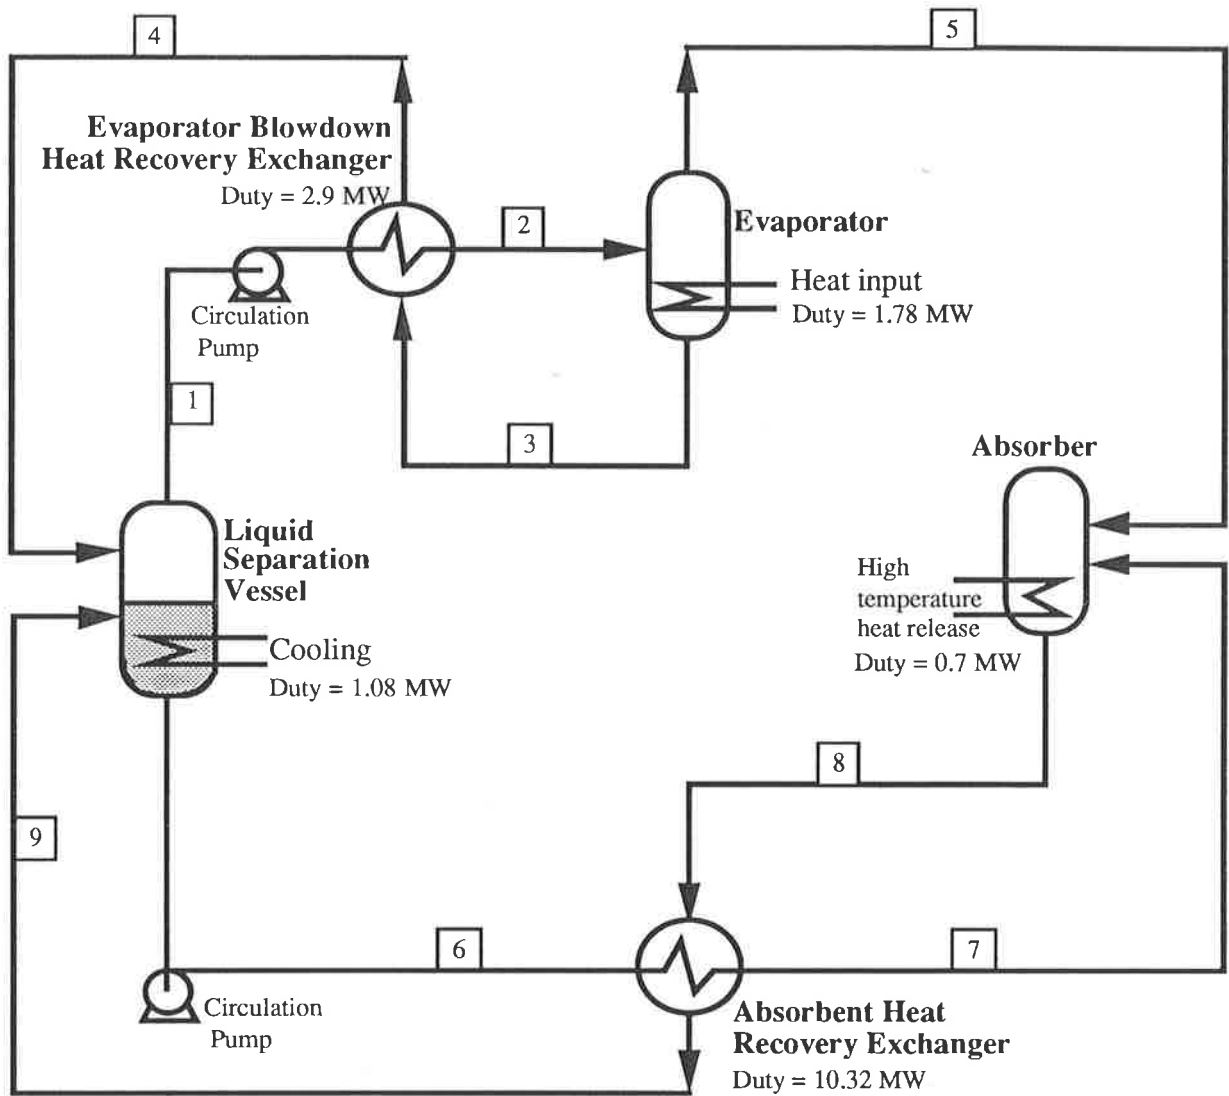 4
5
Evaporator Blowdown
Heat Recovery Exchanger
Duty = 2.9 MW
2
Evaporator
Heat input
Duty = 1.78 MW
Circulation
Pump
1
3
Absorber
Liquid
Separation
Vessel
High
temperature
heat release
Duty = 0.7 MW
Cooling
Duty = 1.08 MW
8
9
6
7
Circulation
Pump
Absorbent Heat
Recovery Exchanger
Duty = 10.32 MW